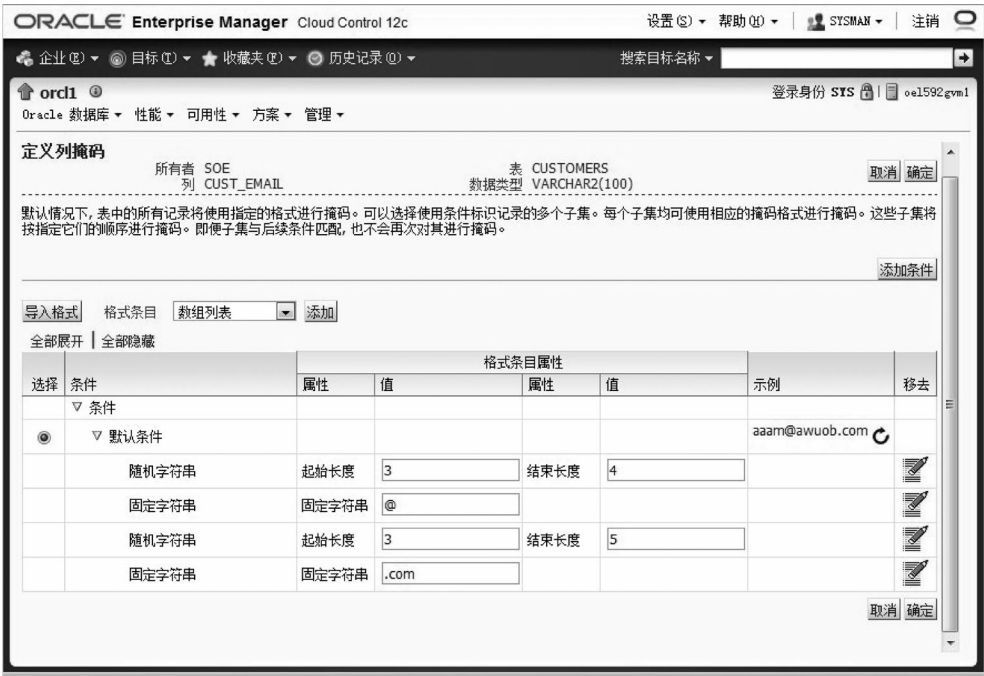 ORACLE Enterprise Manager Cloud Control 12c 设置(S) 帮助(H) SYSMAN 注销
企业(E) 目标(T) 收藏夹(F) 历史记录(O) 搜索目标名称
orcl1 登录身份 SYS oel592gvm1
Oracle 数据库 性能 可用性 方案 管理
定义列掩码
所有者 SOE 表 CUSTOMERS 取消 确定
列 CUST_EMAIL 数据类型 VARCHAR2(100)
默认情况下, 表中的所有记录将使用指定的格式进行掩码。可以选择使用条件标识记录的多个子集。每个子集均可使用相应的掩码格式进行掩码。这些子集将
按指定它们的顺序进行掩码。即便子集与后续条件匹配, 也不会再次对其进行掩码。
添加条件
导入格式 格式条目 数组列表 添加
全部展开 | 全部隐藏
格式条目属性
选择 条件 属性 值 属性 值 示例 移去
条件
默认条件 aaam@awuob.com
随机字符串 起始长度 3 结束长度 4
固定字符串 固定字符串 @
随机字符串 起始长度 3 结束长度 5
固定字符串 固定字符串 .com
取消 确定